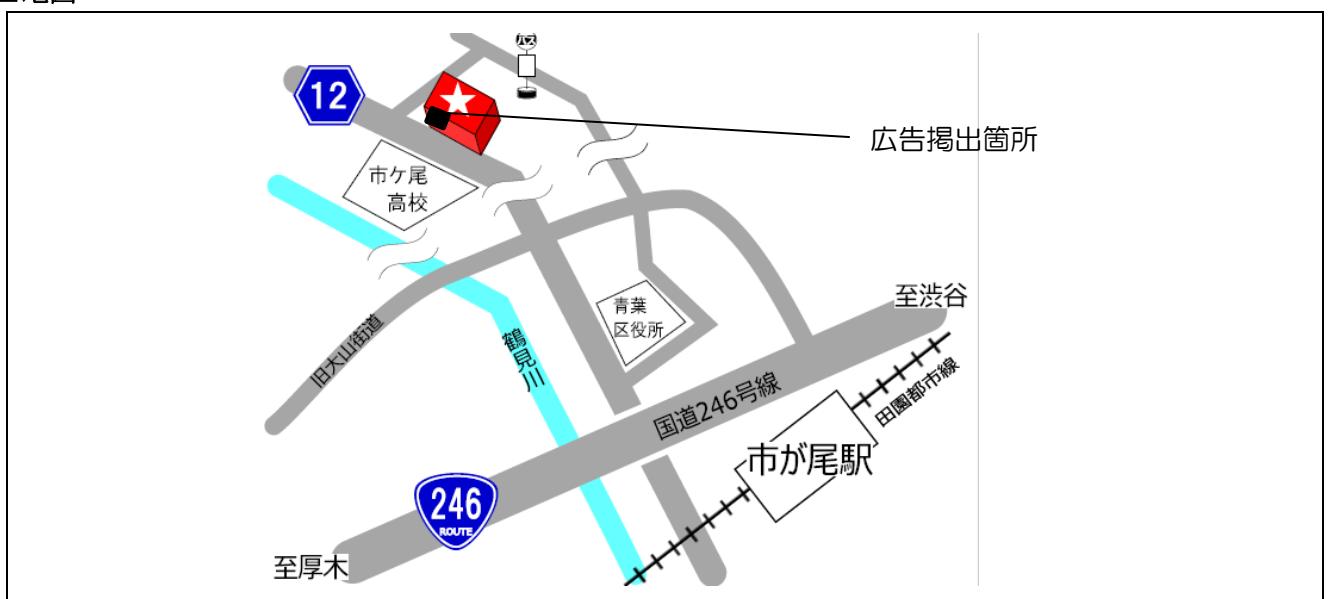 バス
12
広告掲出箇所
市ケ尾
高校
至渋谷
青葉
区役所
旧大山街道
鶴見川
田園都市線
国道246号線
市が尾駅
246
ROUTE
至厚木